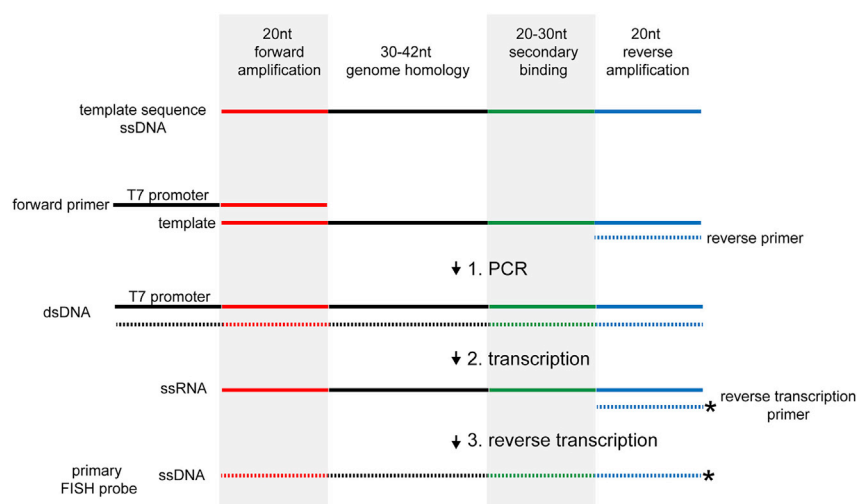 20nt
forward
amplification
30-42nt
genome homology
20-30nt
secondary
binding
20nt
reverse
amplification
template sequence
ssDNA
T7 promoter
forward primer
template
reverse primer
1. PCR
T7 promoter
dsDNA
2. transcription
ssRNA
*
reverse transcription
primer
3. reverse transcription
primary
FISH probe
ssDNA
*